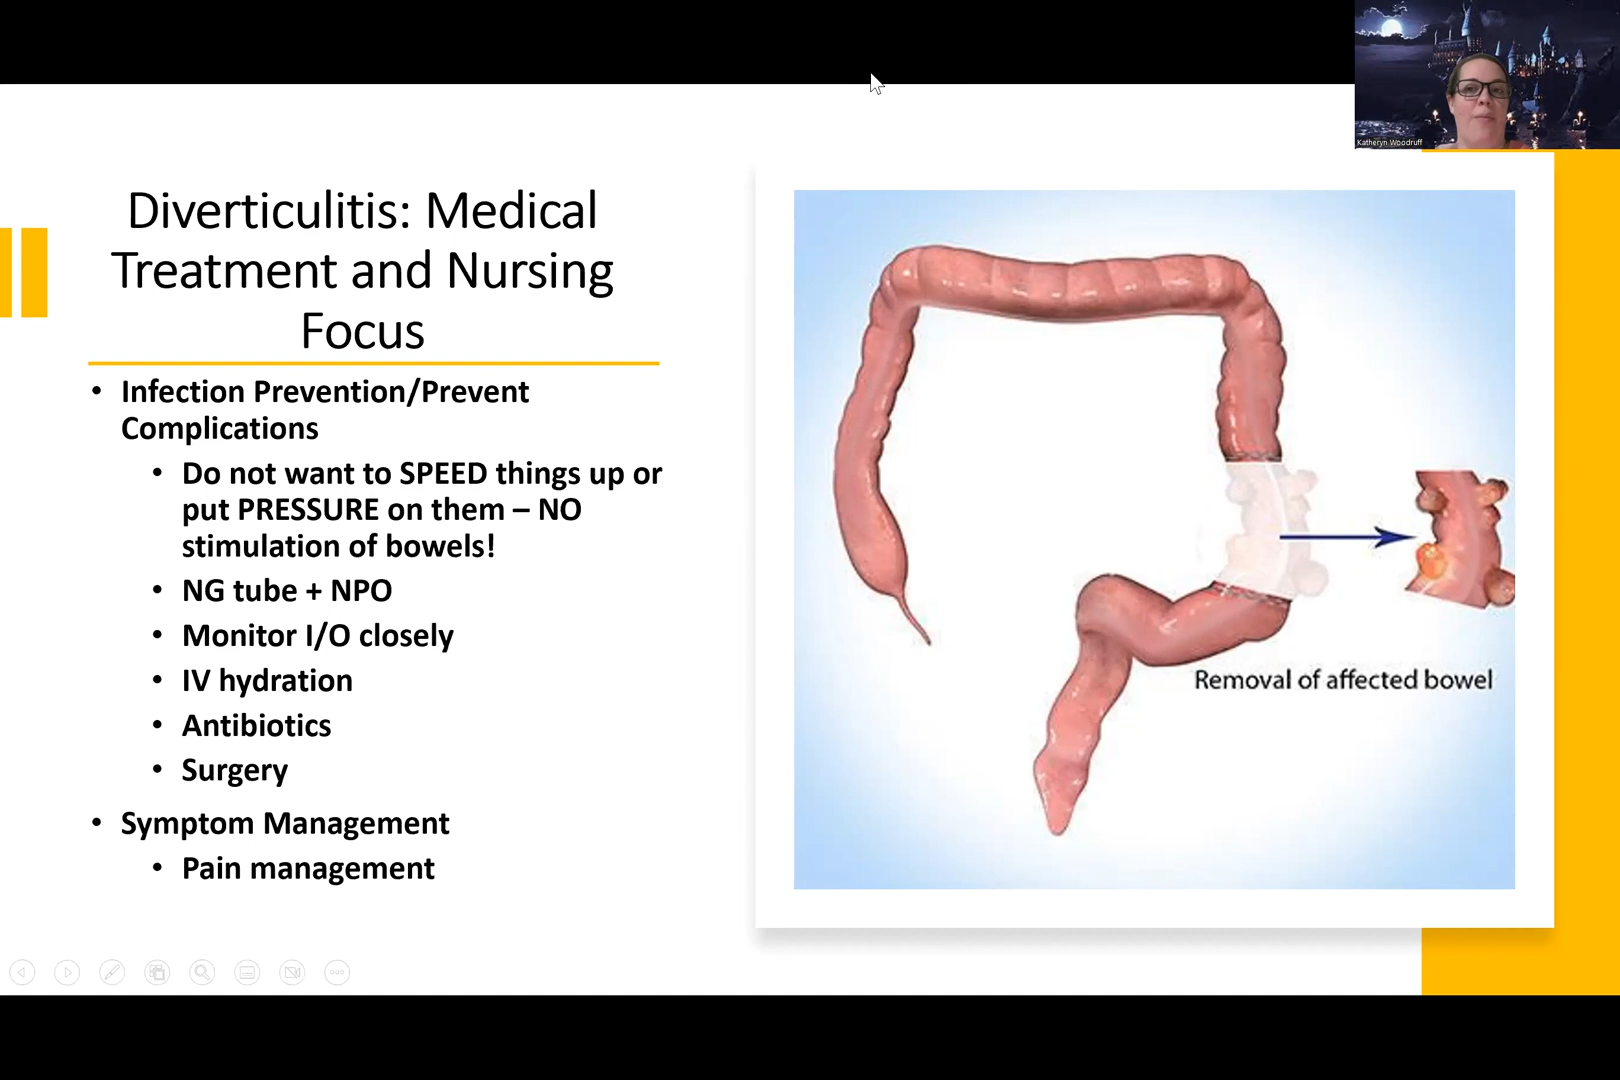 Katheryn Woodruff
Diverticulitis: Medical
Treatment and Nursing
Focus
• Infection Prevention/Prevent
Complications
• Do not want to SPEED things up or
put PRESSURE on them – NO
stimulation of bowels!
• NG tube + NPO
• Monitor I/O closely
• IV hydration
• Antibiotics
• Surgery
• Symptom Management
• Pain management
Removal of affected bowel